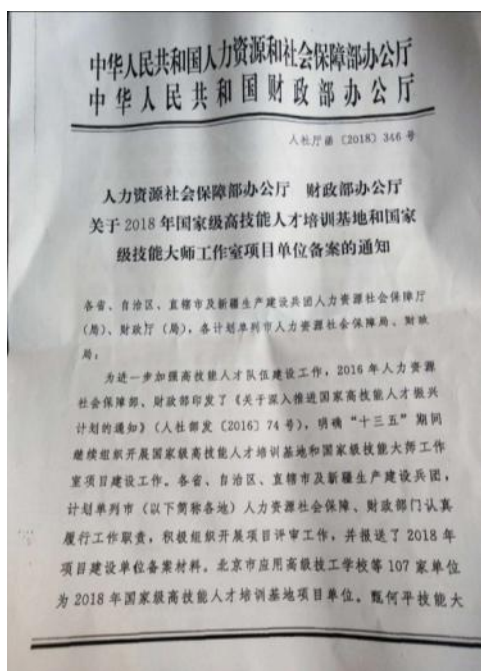 中华人民共和国人力资源和社会保障部办公厅
中华人民共和国财政部办公厅
人社厅函〔2018〕346号
人力资源社会保障部办公厅 财政部办公厅
关于2018年国家级高技能人才培训基地和国家
级技能大师工作室项目单位备案的通知
各省、自治区、直辖市及新疆生产建设兵团人力资源社会保障厅
（局）、财政厅（局），各计划单列市人力资源社会保障局、财政
局：
为进一步加强高技能人才队伍建设工作，2016年人力资源
社会保障部、财政部印发了《关于深入推进国家高技能人才振兴
计划的通知》（人社部发〔2016〕74号），明确“十三五”期间
继续组织开展国家级高技能人才培训基地和国家级技能大师工作
室项目建设工作。各省、自治区、直辖市及新疆生产建设兵团，
计划单列市（以下简称各地）人力资源社会保障、财政部门认真
履行工作职责，积极组织开展项目评审工作，并报送了2018年
项目建设单位备案材料。北京市应用高级技工学校等107家单位
为2018年国家级高技能人才培训基地项目单位。甄何平技能大